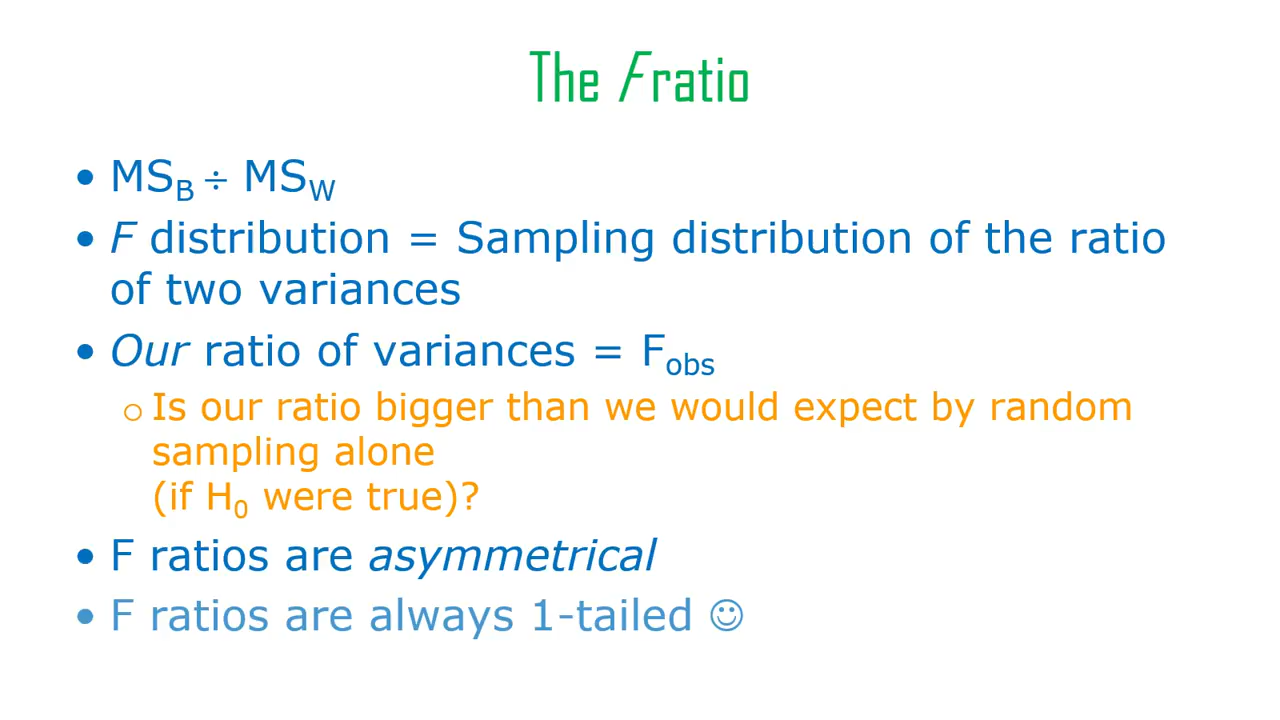 The F ratio
• MSB ÷ MSW
• F distribution = Sampling distribution of the ratio
of two variances
• Our ratio of variances = Fobs
o Is our ratio bigger than we would expect by random
sampling alone
(if H0 were true)?
• F ratios are asymmetrical
• F ratios are always 1-tailed ☺